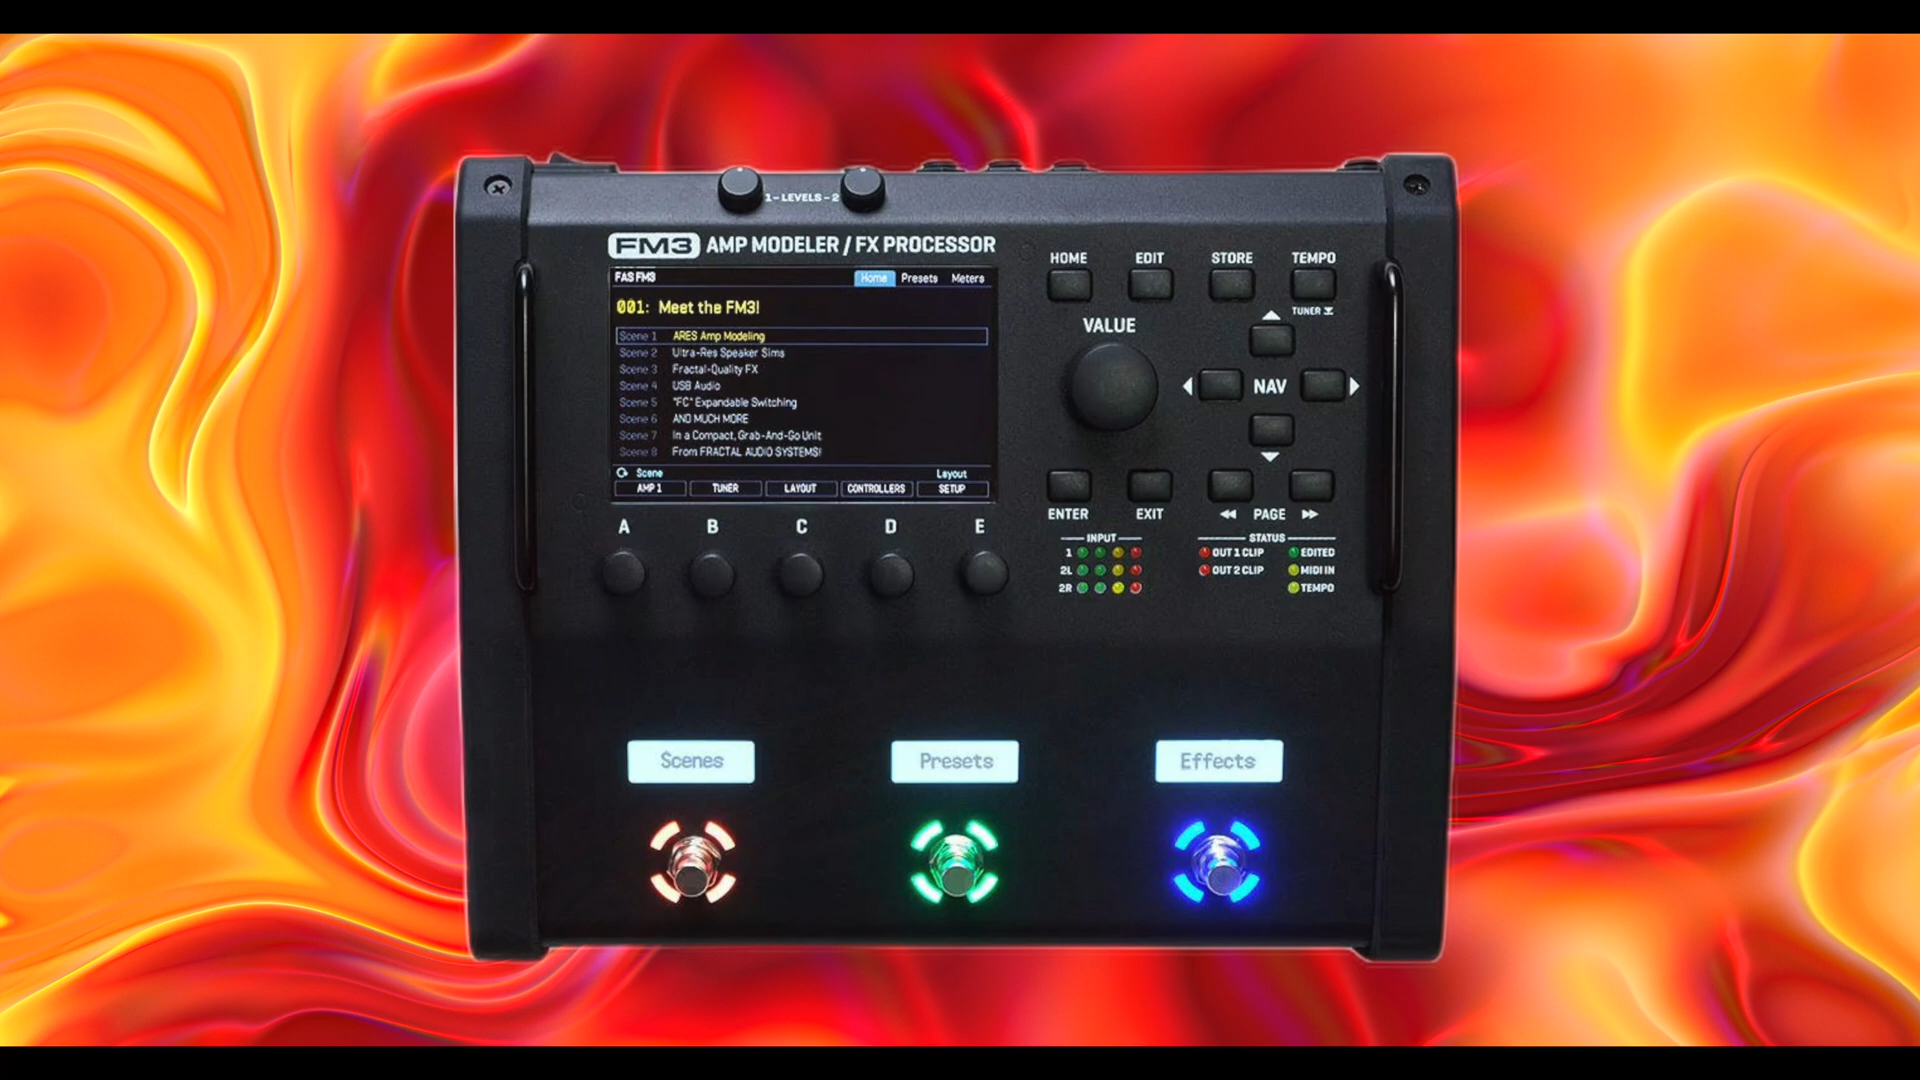 1 - LEVELS - 2
FM3 AMP MODELER / FX PROCESSOR
FAS FM3 Home Presets Meters
001: Meet the FM3!
Scene 1 ARES Amp Modeling
Scene 2 Ultra-Res Speaker Sims
Scene 3 Fractal-Quality FX
Scene 4 USB Audio
Scene 5 "FC" Expandable Switching
Scene 6 AND MUCH MORE
Scene 7 In a Compact, Grab-And-Go Unit
Scene 8 From FRACTAL AUDIO SYSTEMS!
Scene Layout
AMP 1 TUNER LAYOUT CONTROLLERS SETUP
A B C D E
HOME EDIT STORE TEMPO
TUNER
VALUE
NAV
ENTER EXIT PAGE
INPUT
1
2L
2R
STATUS
OUT 1 CLIP EDITED
OUT 2 CLIP MIDI IN
TEMPO
Scenes Presets Effects